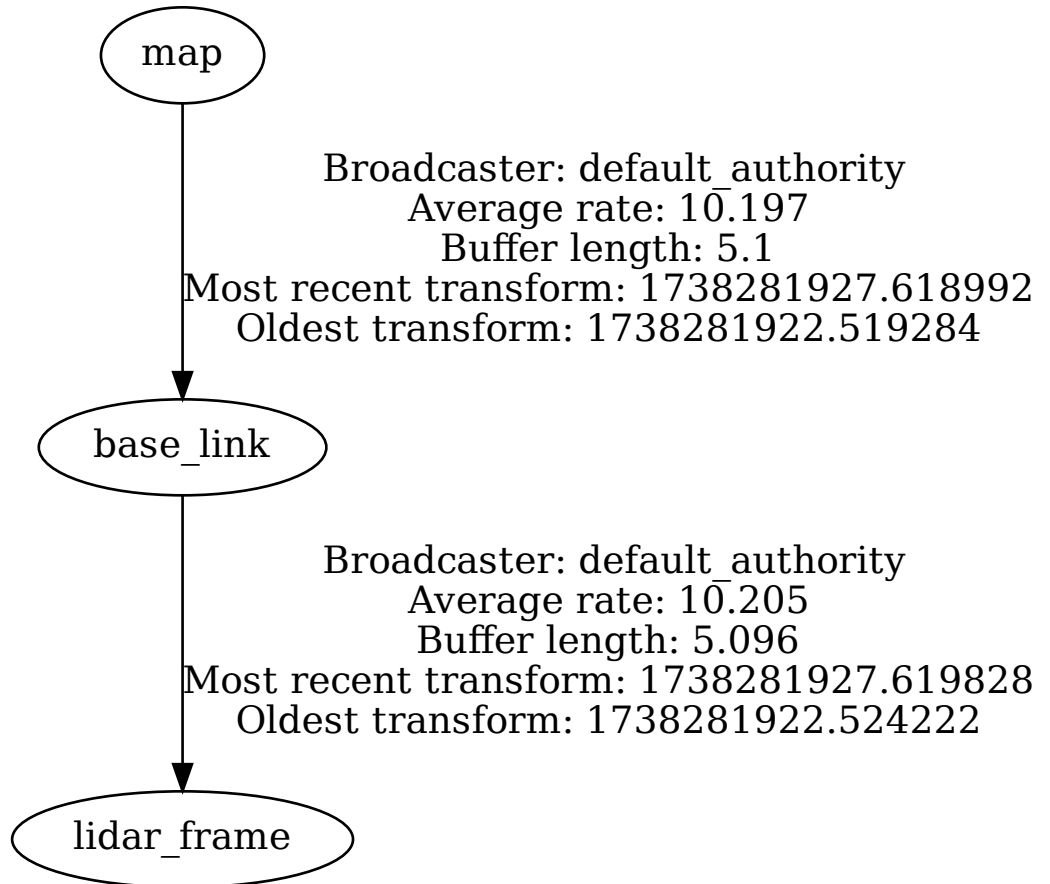 map
Broadcaster: default_authority
Average rate: 10.197
Buffer length: 5.1
Most recent transform: 1738281927.618992
Oldest transform: 1738281922.519284
base_link
Broadcaster: default_authority
Average rate: 10.205
Buffer length: 5.096
Most recent transform: 1738281927.619828
Oldest transform: 1738281922.524222
lidar_frame